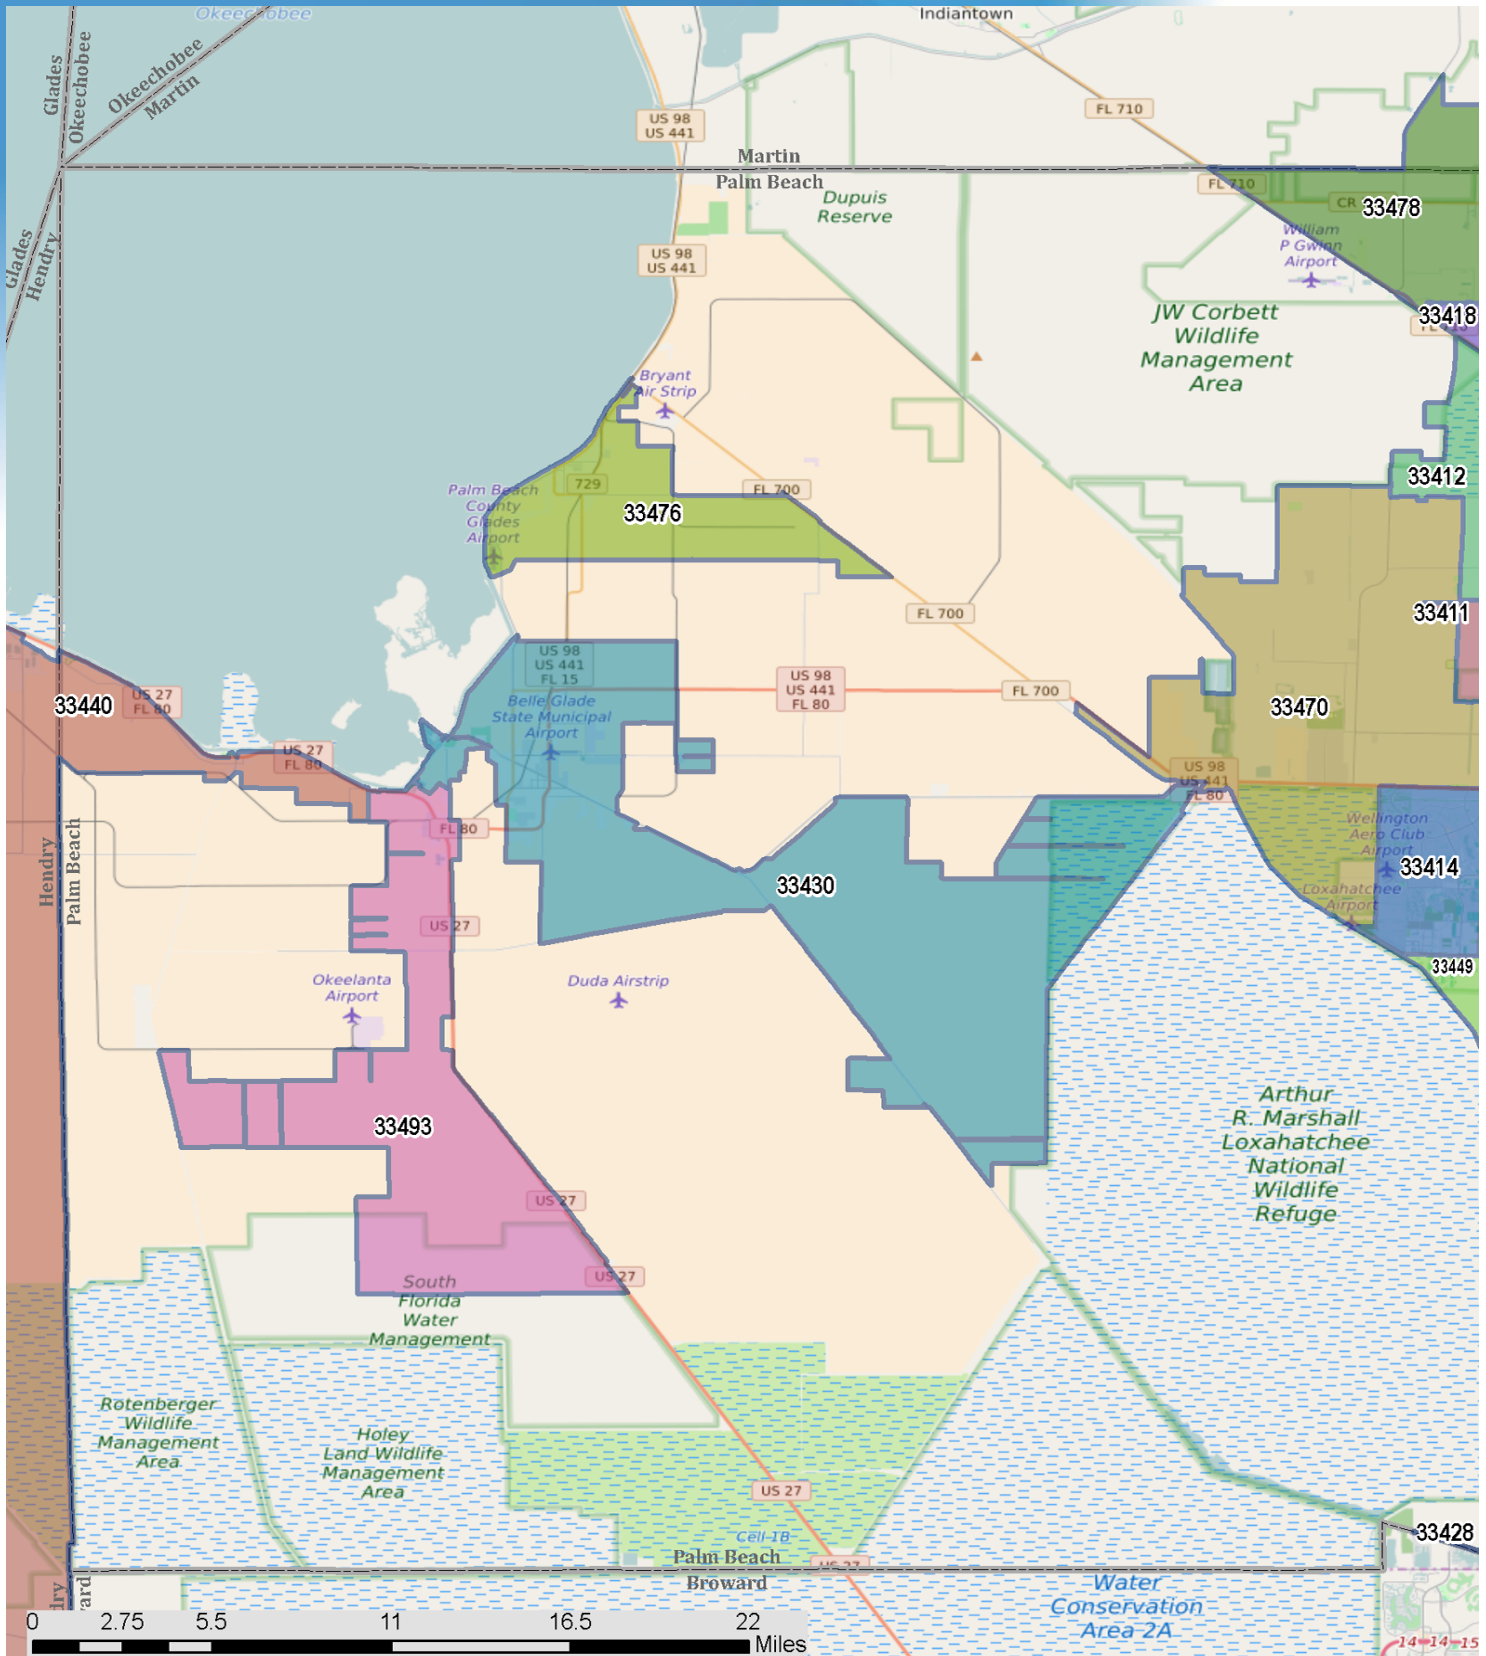 Okeechobee
Indiantown
Glades
Okeechobee
Okeechobee
Martin
US 98
US 441
FL 710
Martin
Palm Beach
FL 710
CR
33478
Dupuis
Reserve
William
P Gwinn
Airport
Glades
Hendry
US 98
US 441
33418
JW Corbett
Wildlife
Management
Area
Bryant
Air Strip
33412
729
FL 700
Palm Beach
County
Glades
Airport
33476
FL 700
33411
US 98
US 441
FL 15
US 98
US 441
FL 80
FL 700
33440
US 27
FL 80
Belle Glade
State Municipal
Airport
33470
US 27
FL 80
US 98
US 441
FL 80
FL 80
Wellington
Aero Club
Airport
33414
Hendry
Palm Beach
33430
Loxahatchee
Airport
US 27
33449
Okeelanta
Airport
Duda Airstrip
33493
Arthur
R. Marshall
Loxahatchee
National
Wildlife
Refuge
US 27
US 27
South
Florida
Water
Management
Rotenberger
Wildlife
Management
Area
Holey
Land Wildlife
Management
Area
US 27
Cell 1B
33428
Palm Beach
Broward
US 27
Water
Conservation
Area 2A
0 2.75 5.5 11 16.5 22
Miles
14 14 15